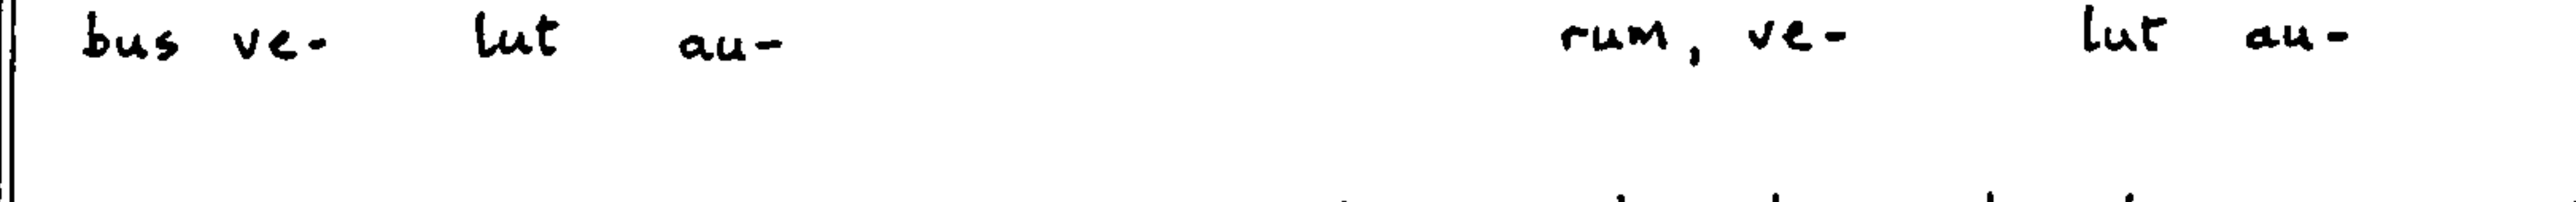 bus ve- lut au- rum, ve- lut au-